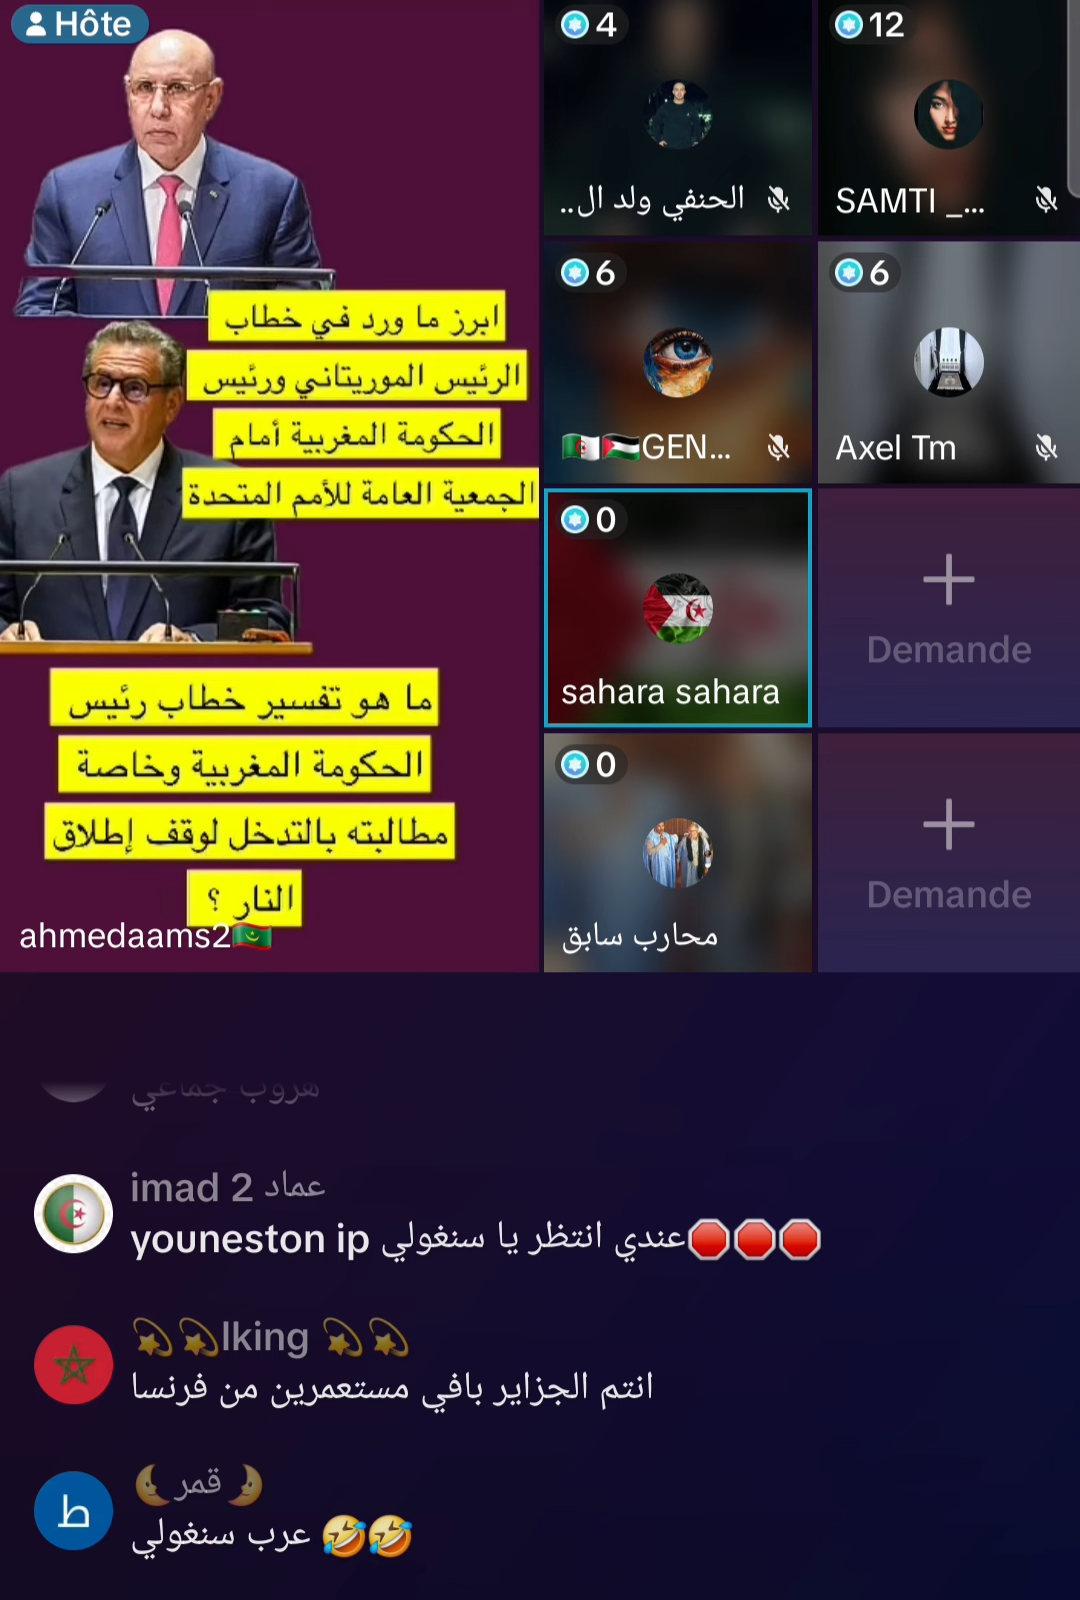 Hôte
ابرز ما ورد في خطاب
الرئيس الموريتاني ورئيس
الحكومة المغربية أمام
الجمعية العامة للأمم المتحدة
ما هو تفسير خطاب رئيس
الحكومة المغربية وخاصة
مطالبته بالتدخل لوقف إطلاق
النار ؟
ahmedaams2🇲🇷
4
الحنفي ولد ال..
12
SAMTI _...
6
🇩🇿🇵🇸GEN...
6
Axel Tm
0
sahara sahara
Demande
0
محارب سابق
Demande
هروب جماعي
imad 2 عماد
youneston ip عندي انتظر يا سنغولي🛑🛑🛑
💫💫lking 💫💫
انتم الجزاير بافي مستعمرين من فرنسا
ط
🌜قمر🌛
عرب سنغولي 🤣🤣